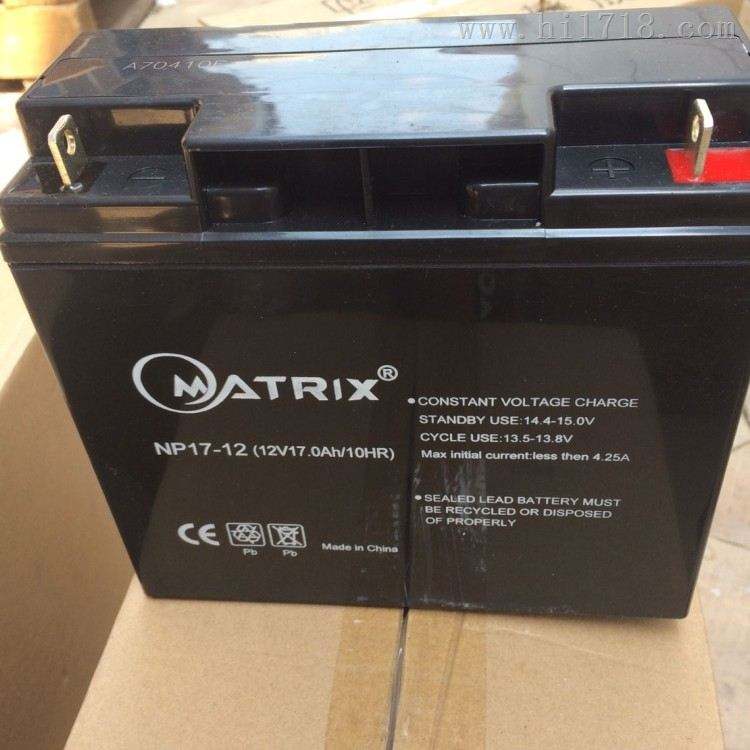 www.hi1718.com
A70410
MATRIX®
NP17-12 (12V17.0Ah/10HR)
CE
Pb
Pb
Made in China
• CONSTANT VOLTAGE CHARGE
STANDBY USE:14.4-15.0V
CYCLE USE:13.5-13.8V
Max initial current:less then 4.25A
• SEALED LEAD BATTERY MUST
BE RECYCLED OR DISPOSED
OF PROPERLY